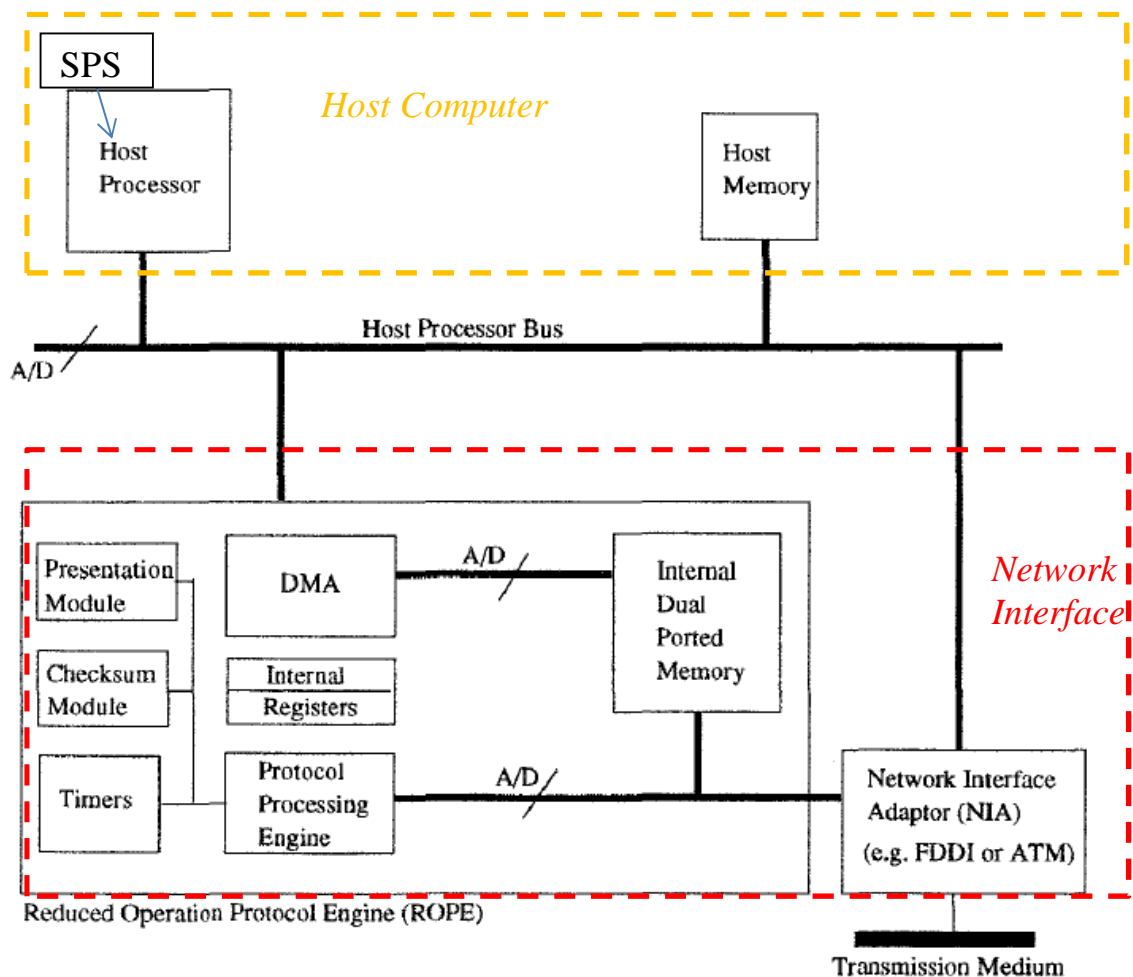 SPS
Host Computer
Host
Processor
Host
Memory
Host Processor Bus
A/D
Network
Interface
Presentation
Module
DMA
A/D
Internal
Dual
Ported
Memory
Checksum
Module
Internal
Registers
Timers
Protocol
Processing
Engine
A/D
Network Interface
Adaptor (NIA)
(e.g. FDDI or ATM)
Reduced Operation Protocol Engine (ROPE)
Transmission Medium